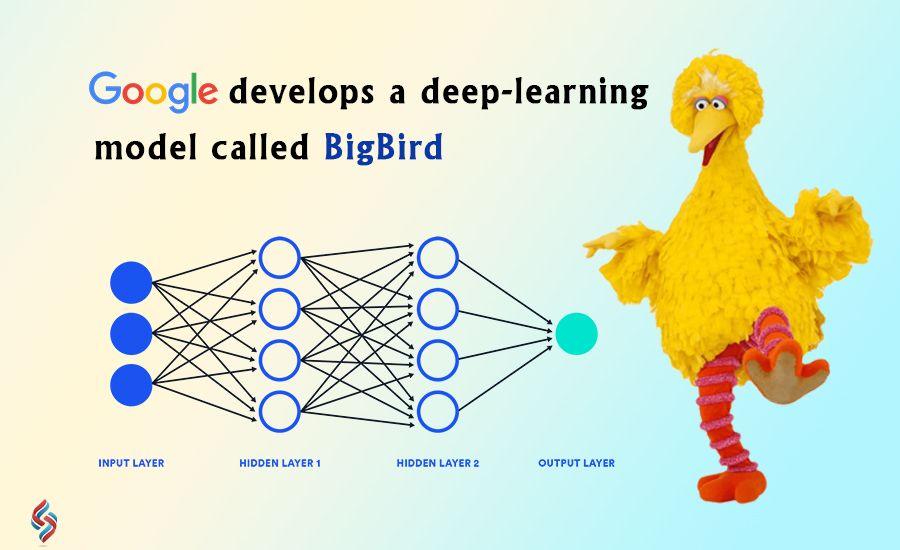 Google develops a deep-learning
model called BigBird
INPUT LAYER
HIDDEN LAYER 1
HIDDEN LAYER 2
OUTPUT LAYER